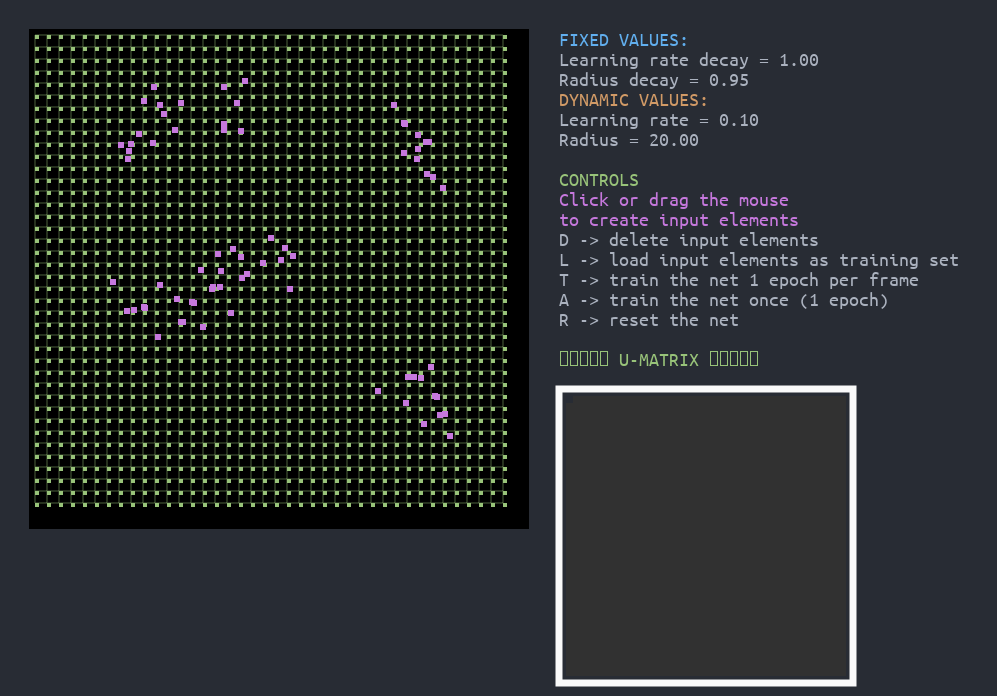 FIXED VALUES:
Learning rate decay = 1.00
Radius decay = 0.95
DYNAMIC VALUES:
Learning rate = 0.10
Radius = 20.00
CONTROLS
Click or drag the mouse
to create input elements
D -> delete input elements
L -> load input elements as training set
T -> train the net 1 epoch per frame
A -> train the net once (1 epoch)
R -> reset the net
▯▯▯▯▯ U-MATRIX ▯▯▯▯▯